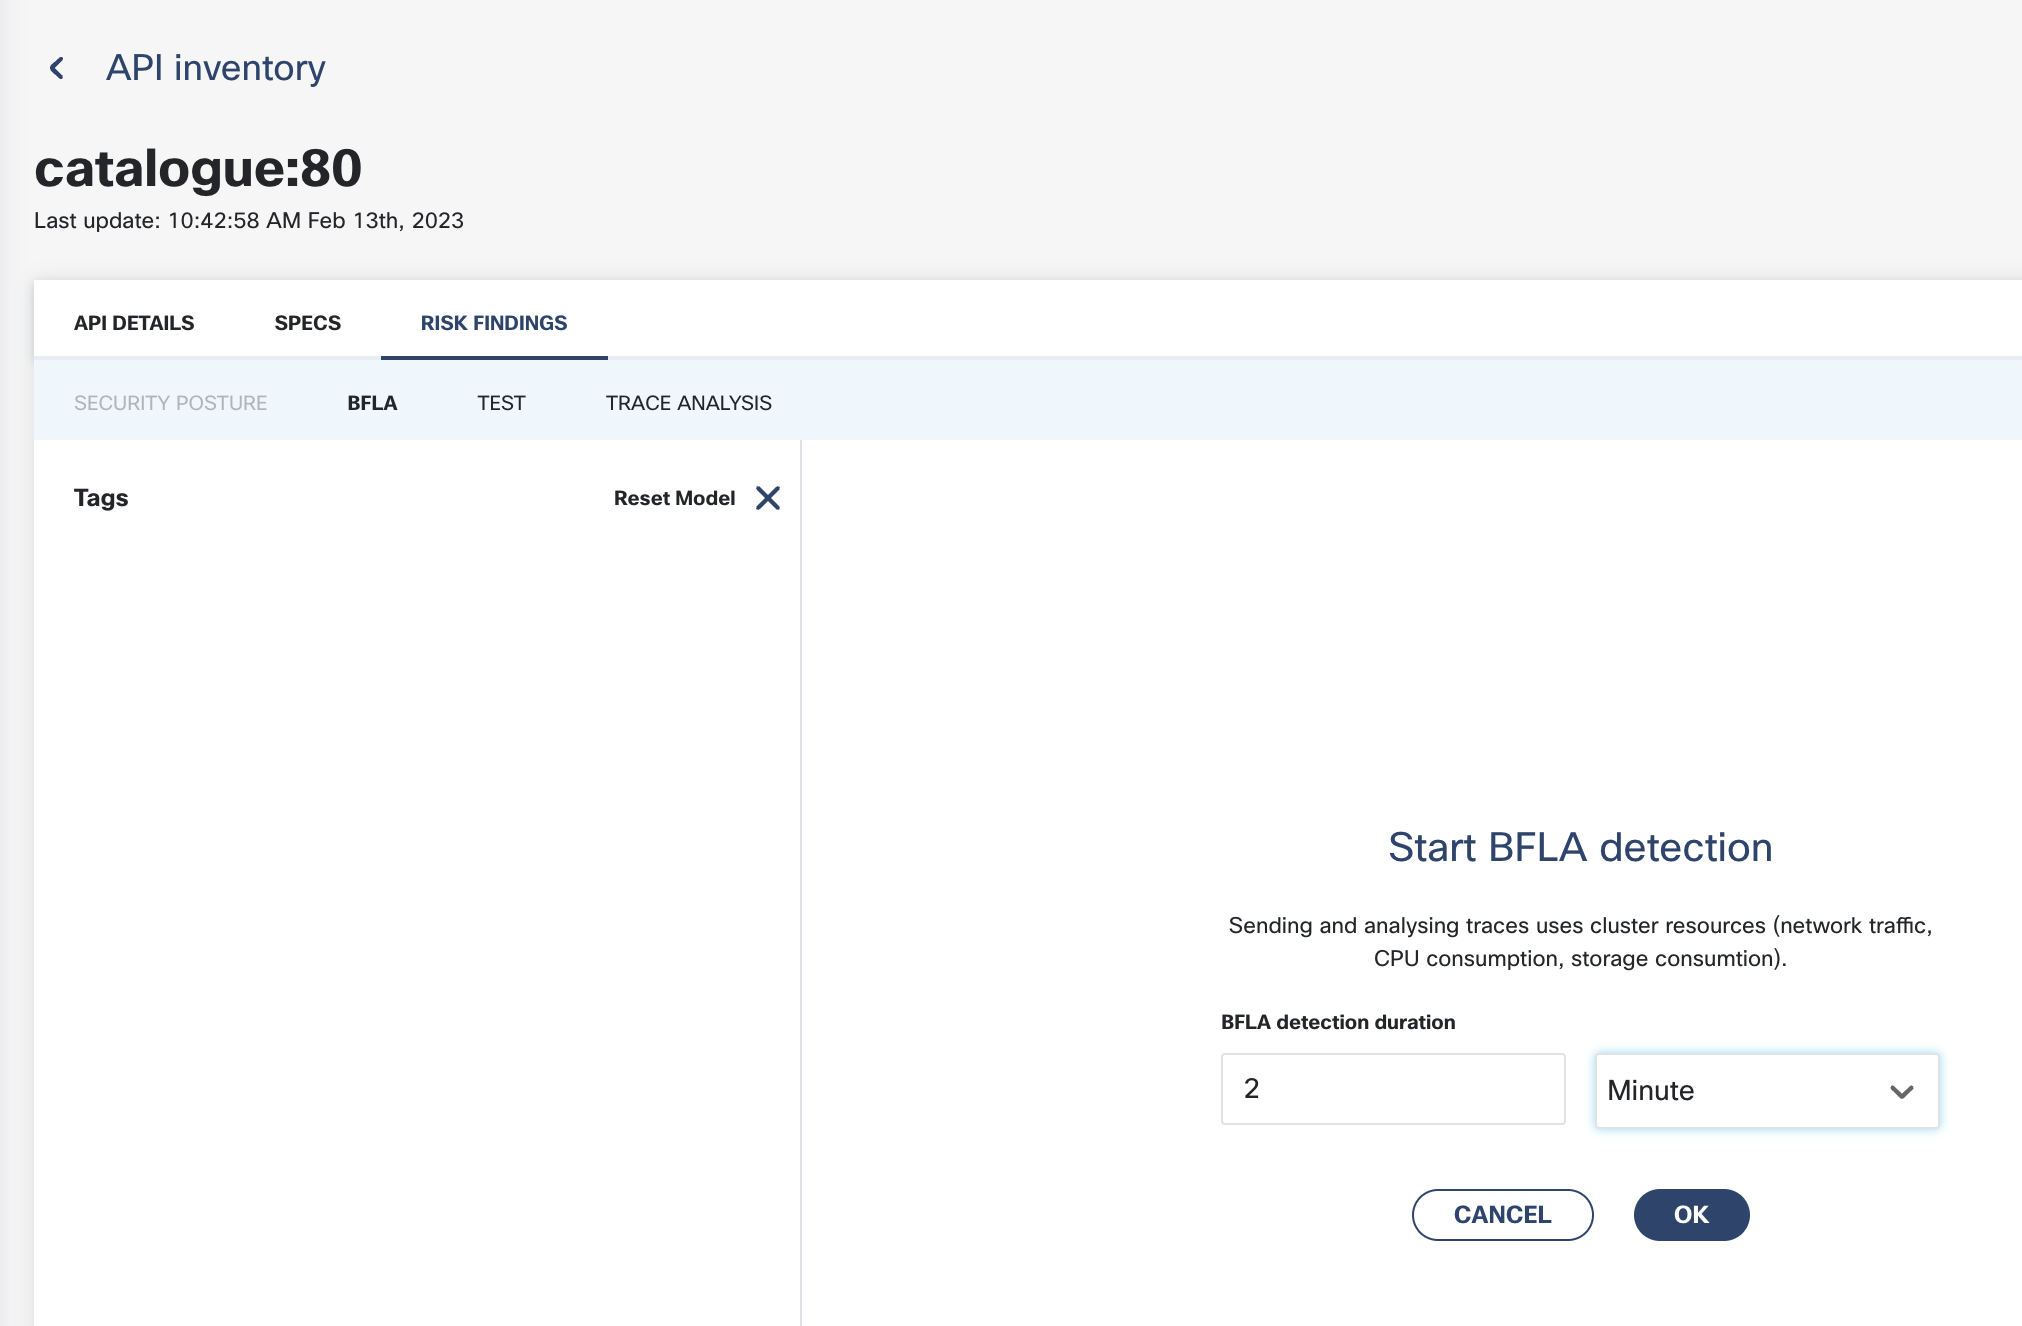 API inventory
catalogue:80
Last update: 10:42:58 AM Feb 13th, 2023
API DETAILS SPECS RISK FINDINGS
SECURITY POSTURE BFLA TEST TRACE ANALYSIS
Tags Reset Model
Start BFLA detection
Sending and analysing traces uses cluster resources (network traffic,
CPU consumption, storage consumtion).
BFLA detection duration
2 Minute
CANCEL OK